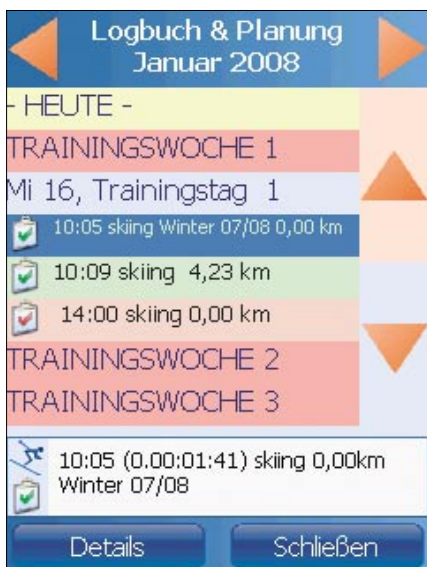 Logbuch & Planung
Januar 2008
- HEUTE -
TRAININGSWOCHE 1
Mi 16, Trainingstag 1
10:05 skiing Winter 07/08 0,00 km
10:09 skiing 4,23 km
14:00 skiing 0,00 km
TRAININGSWOCHE 2
TRAININGSWOCHE 3
10:05 (0.00:01:41) skiing 0,00km
Winter 07/08
Details
Schließen